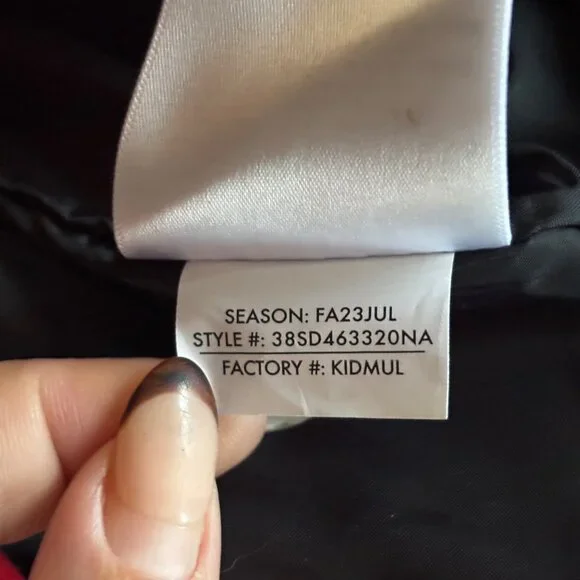 SEASON: FA23JUL
STYLE #: 38SD463320NA
FACTORY #: KIDMUL